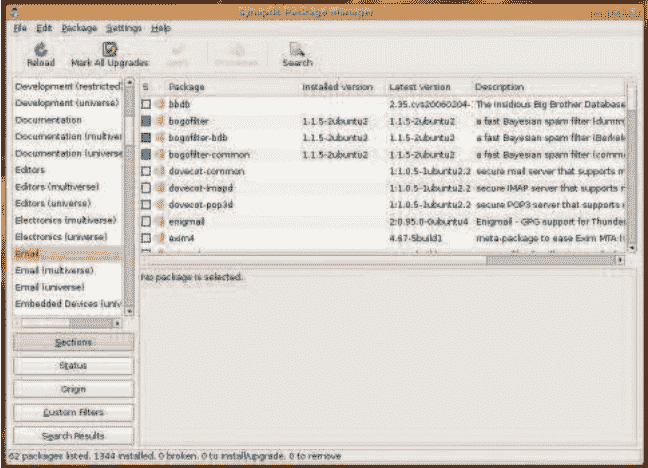 Synaptic Package Manager
File Edit Package Settings Help
Reload Mark All Upgrades Search
Development (restricted)
Development (universe)
Documentation
Documentation (multiver
Documentation (universe
Editors
Editors (multiverse)
Editors (universe)
Electronics (multiverse)
Electronics (universe)
Email
Email (multiverse)
Email (universe)
Embedded Devices (univ
S Package Installed version Latest version Description
bbdb 2.35.cvs20060204- The Insidious Big Brother Database
bogofilter 1.1.5-2ubuntu2 1.1.5-2ubuntu2 a fast Bayesian spam filter (dumm
bogofilter-bdb 1.1.5-2ubuntu2 1.1.5-2ubuntu2 a fast Bayesian spam filter (Berkel
bogofilter-common 1.1.5-2ubuntu2 1.1.5-2ubuntu2 a fast Bayesian spam filter (comm
dovecot-common 1:1.0.5-1ubuntu2.2 secure mail server that supports m
dovecot-imapd 1:1.0.5-1ubuntu2.2 secure IMAP server that supports m
dovecot-pop3d 1:1.0.5-1ubuntu2.2 secure POP3 server that supports m
enigmail 2:0.95.0-0ubuntu4 Enigmail - GPG support for Thunder
exim4 4.67-5build1 meta-package to ease Exim MTA (
No package is selected.
Sections
Status
Origin
Custom Filters
Search Results
62 packages listed. 1344 installed. 0 broken. 0 to install/upgrade. 0 to remove